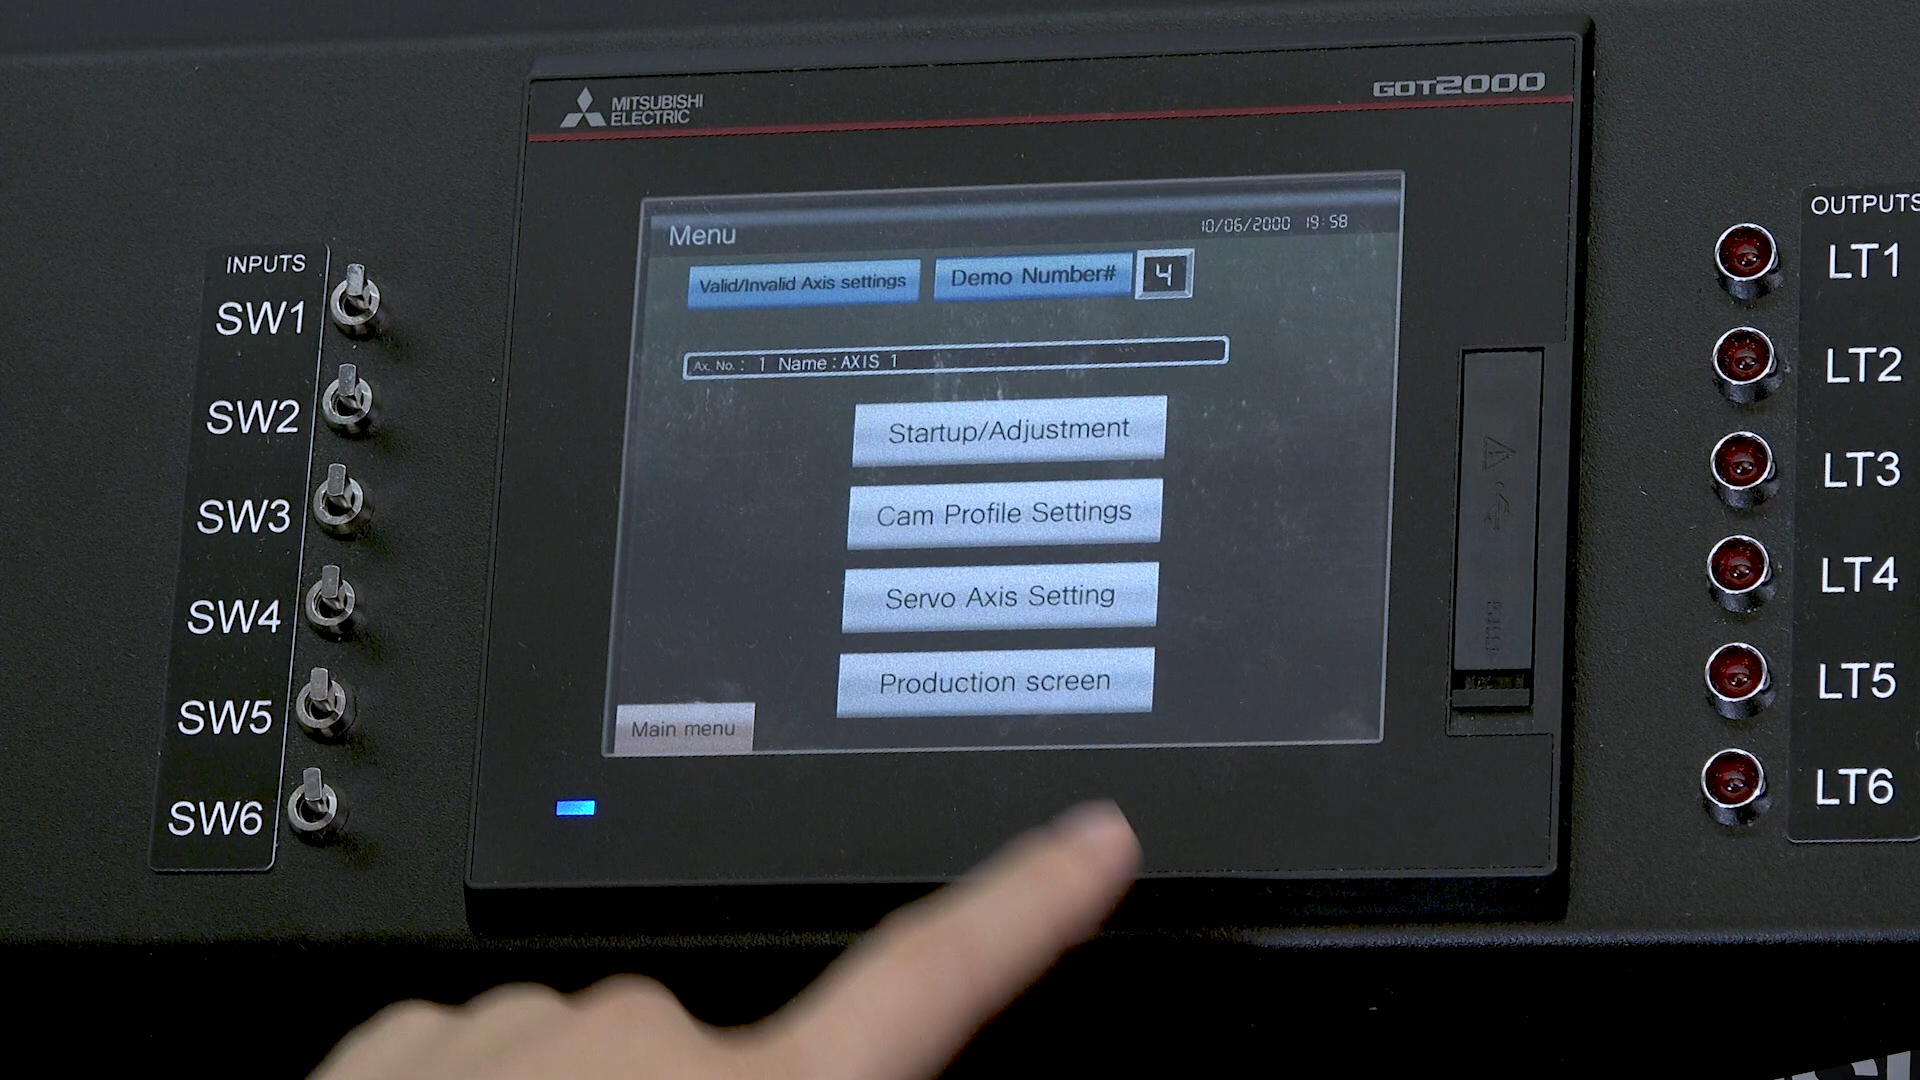 MITSUBISHI
ELECTRIC
GOT2000
Menu
10/06/2000 19:58
Valid/Invalid Axis settings
Demo Number#
4
Ax. No.: 1 Name:AXIS 1
Startup/Adjustment
Cam Profile Settings
Servo Axis Setting
Production screen
Main menu
INPUTS
SW1
SW2
SW3
SW4
SW5
SW6
OUTPUTS
LT1
LT2
LT3
LT4
LT5
LT6